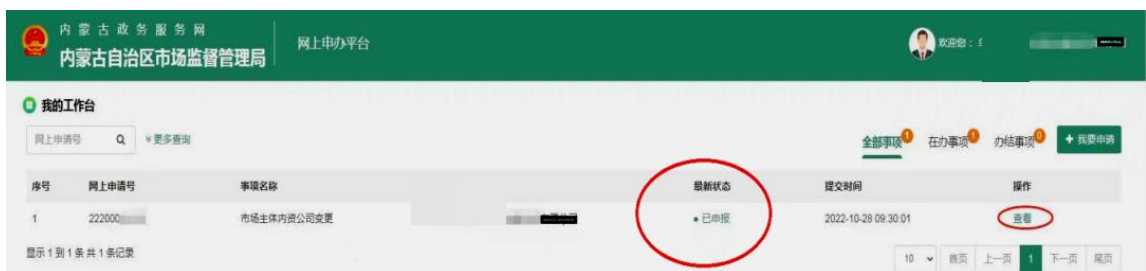 内蒙古政务服务网
内蒙古自治区市场监督管理局
网上申办平台
欢迎您：
我的工作台
网上申请号 更多查询
全部事项 1 在办事项 1 办结事项 0 + 我要申请
序号 网上申请号 事项名称 最新状态 提交时间 操作
1 222000 市场主体内资公司变更 • 已申报 2022-10-28 09:30:01 查看
显示 1 到 1 条 共 1 条记录
10 首页 上一页 1 下一页 尾页